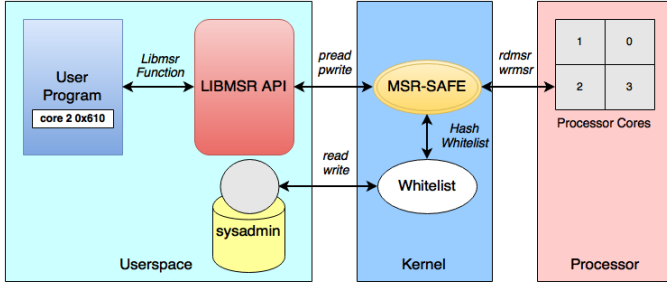 User
Program
core 2 0x610
Libmsr
Function
LIBMSR API
pread
pwrite
MSR-SAFE
rdmsr
wrmsr
1
0
2
3
Processor Cores
Hash
Whitelist
read
write
Whitelist
sysadmin
Userspace
Kernel
Processor